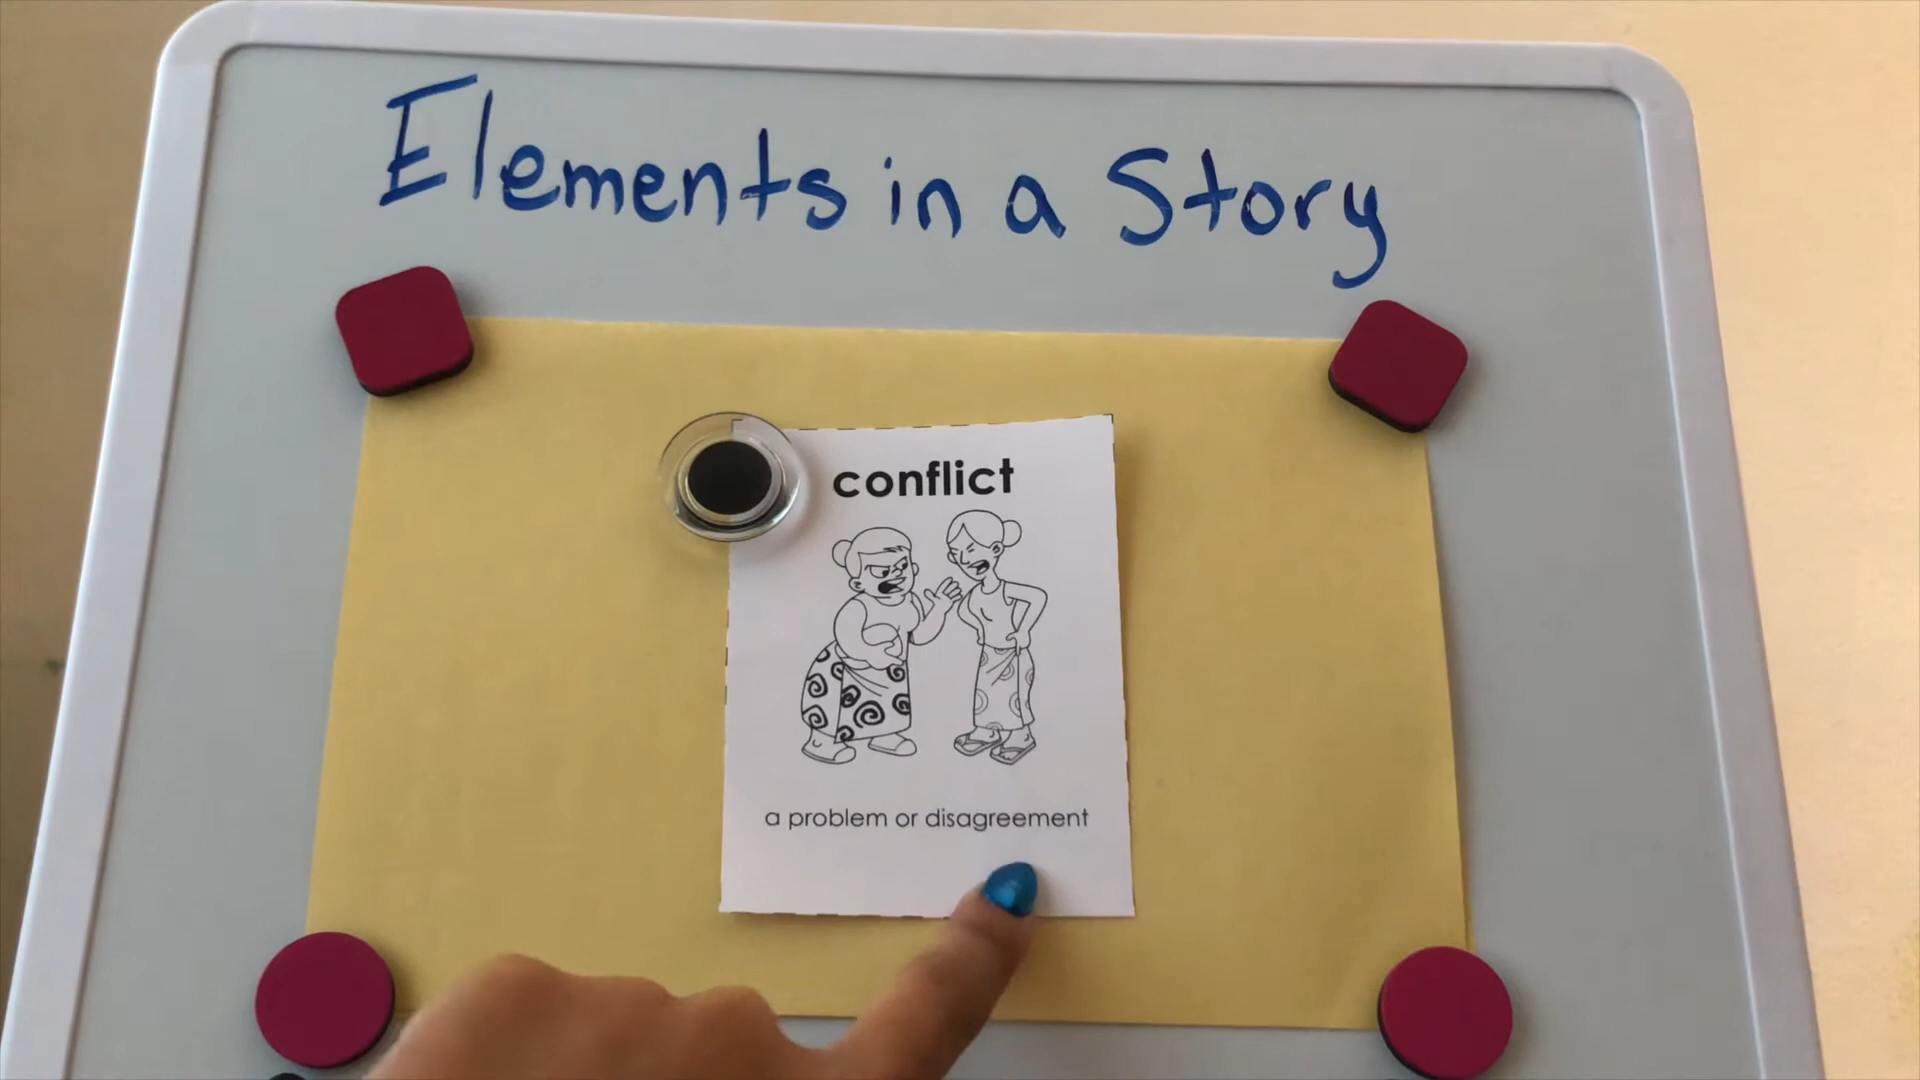 Elements in a Story
conflict
a problem or disagreement